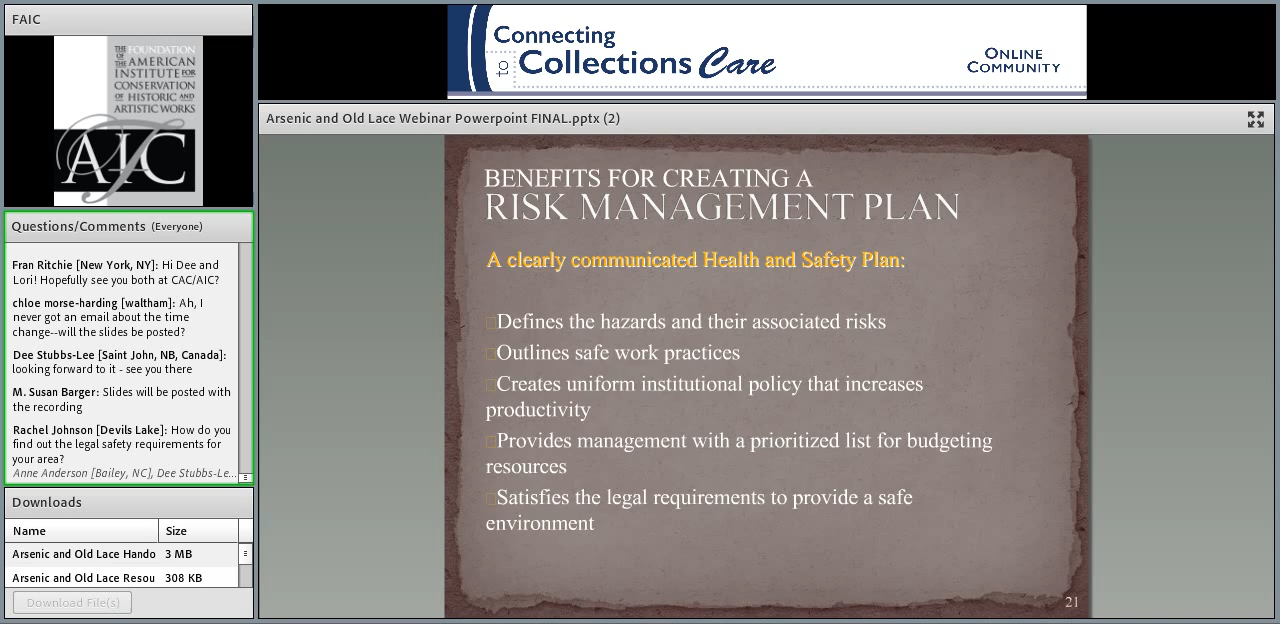 FAIC
THE FOUNDATION
OF THE AMERICAN
INSTITUTE FOR
CONSERVATION
OF HISTORIC AND
ARTISTIC WORKS
FAIC
Connecting
to Collections Care
ONLINE
COMMUNITY
Questions/Comments (Everyone)
Fran Ritchie [New York, NY]: Hi Dee and
Lori! Hopefully see you both at CAC/AIC?
chloe morse-harding [waltham]: Ah, I
never got an email about the time
change--will the slides be posted?
Dee Stubbs-Lee [Saint John, NB, Canada]:
looking forward to it - see you there
M. Susan Barger: Slides will be posted with
the recording
Rachel Johnson [Devils Lake]: How do you
find out the legal safety requirements for
your area?
Anne Anderson [Bailey, NC], Dee Stubbs-Le...
Downloads
Name Size
Arsenic and Old Lace Hando 3 MB
Arsenic and Old Lace Resou 308 KB
Download File(s)
Arsenic and Old Lace Webinar Powerpoint FINAL.pptx (2)
BENEFITS FOR CREATING A
RISK MANAGEMENT PLAN
A clearly communicated Health and Safety Plan:
□Defines the hazards and their associated risks
□Outlines safe work practices
□Creates uniform institutional policy that increases
productivity
□Provides management with a prioritized list for budgeting
resources
□Satisfies the legal requirements to provide a safe
environment
21